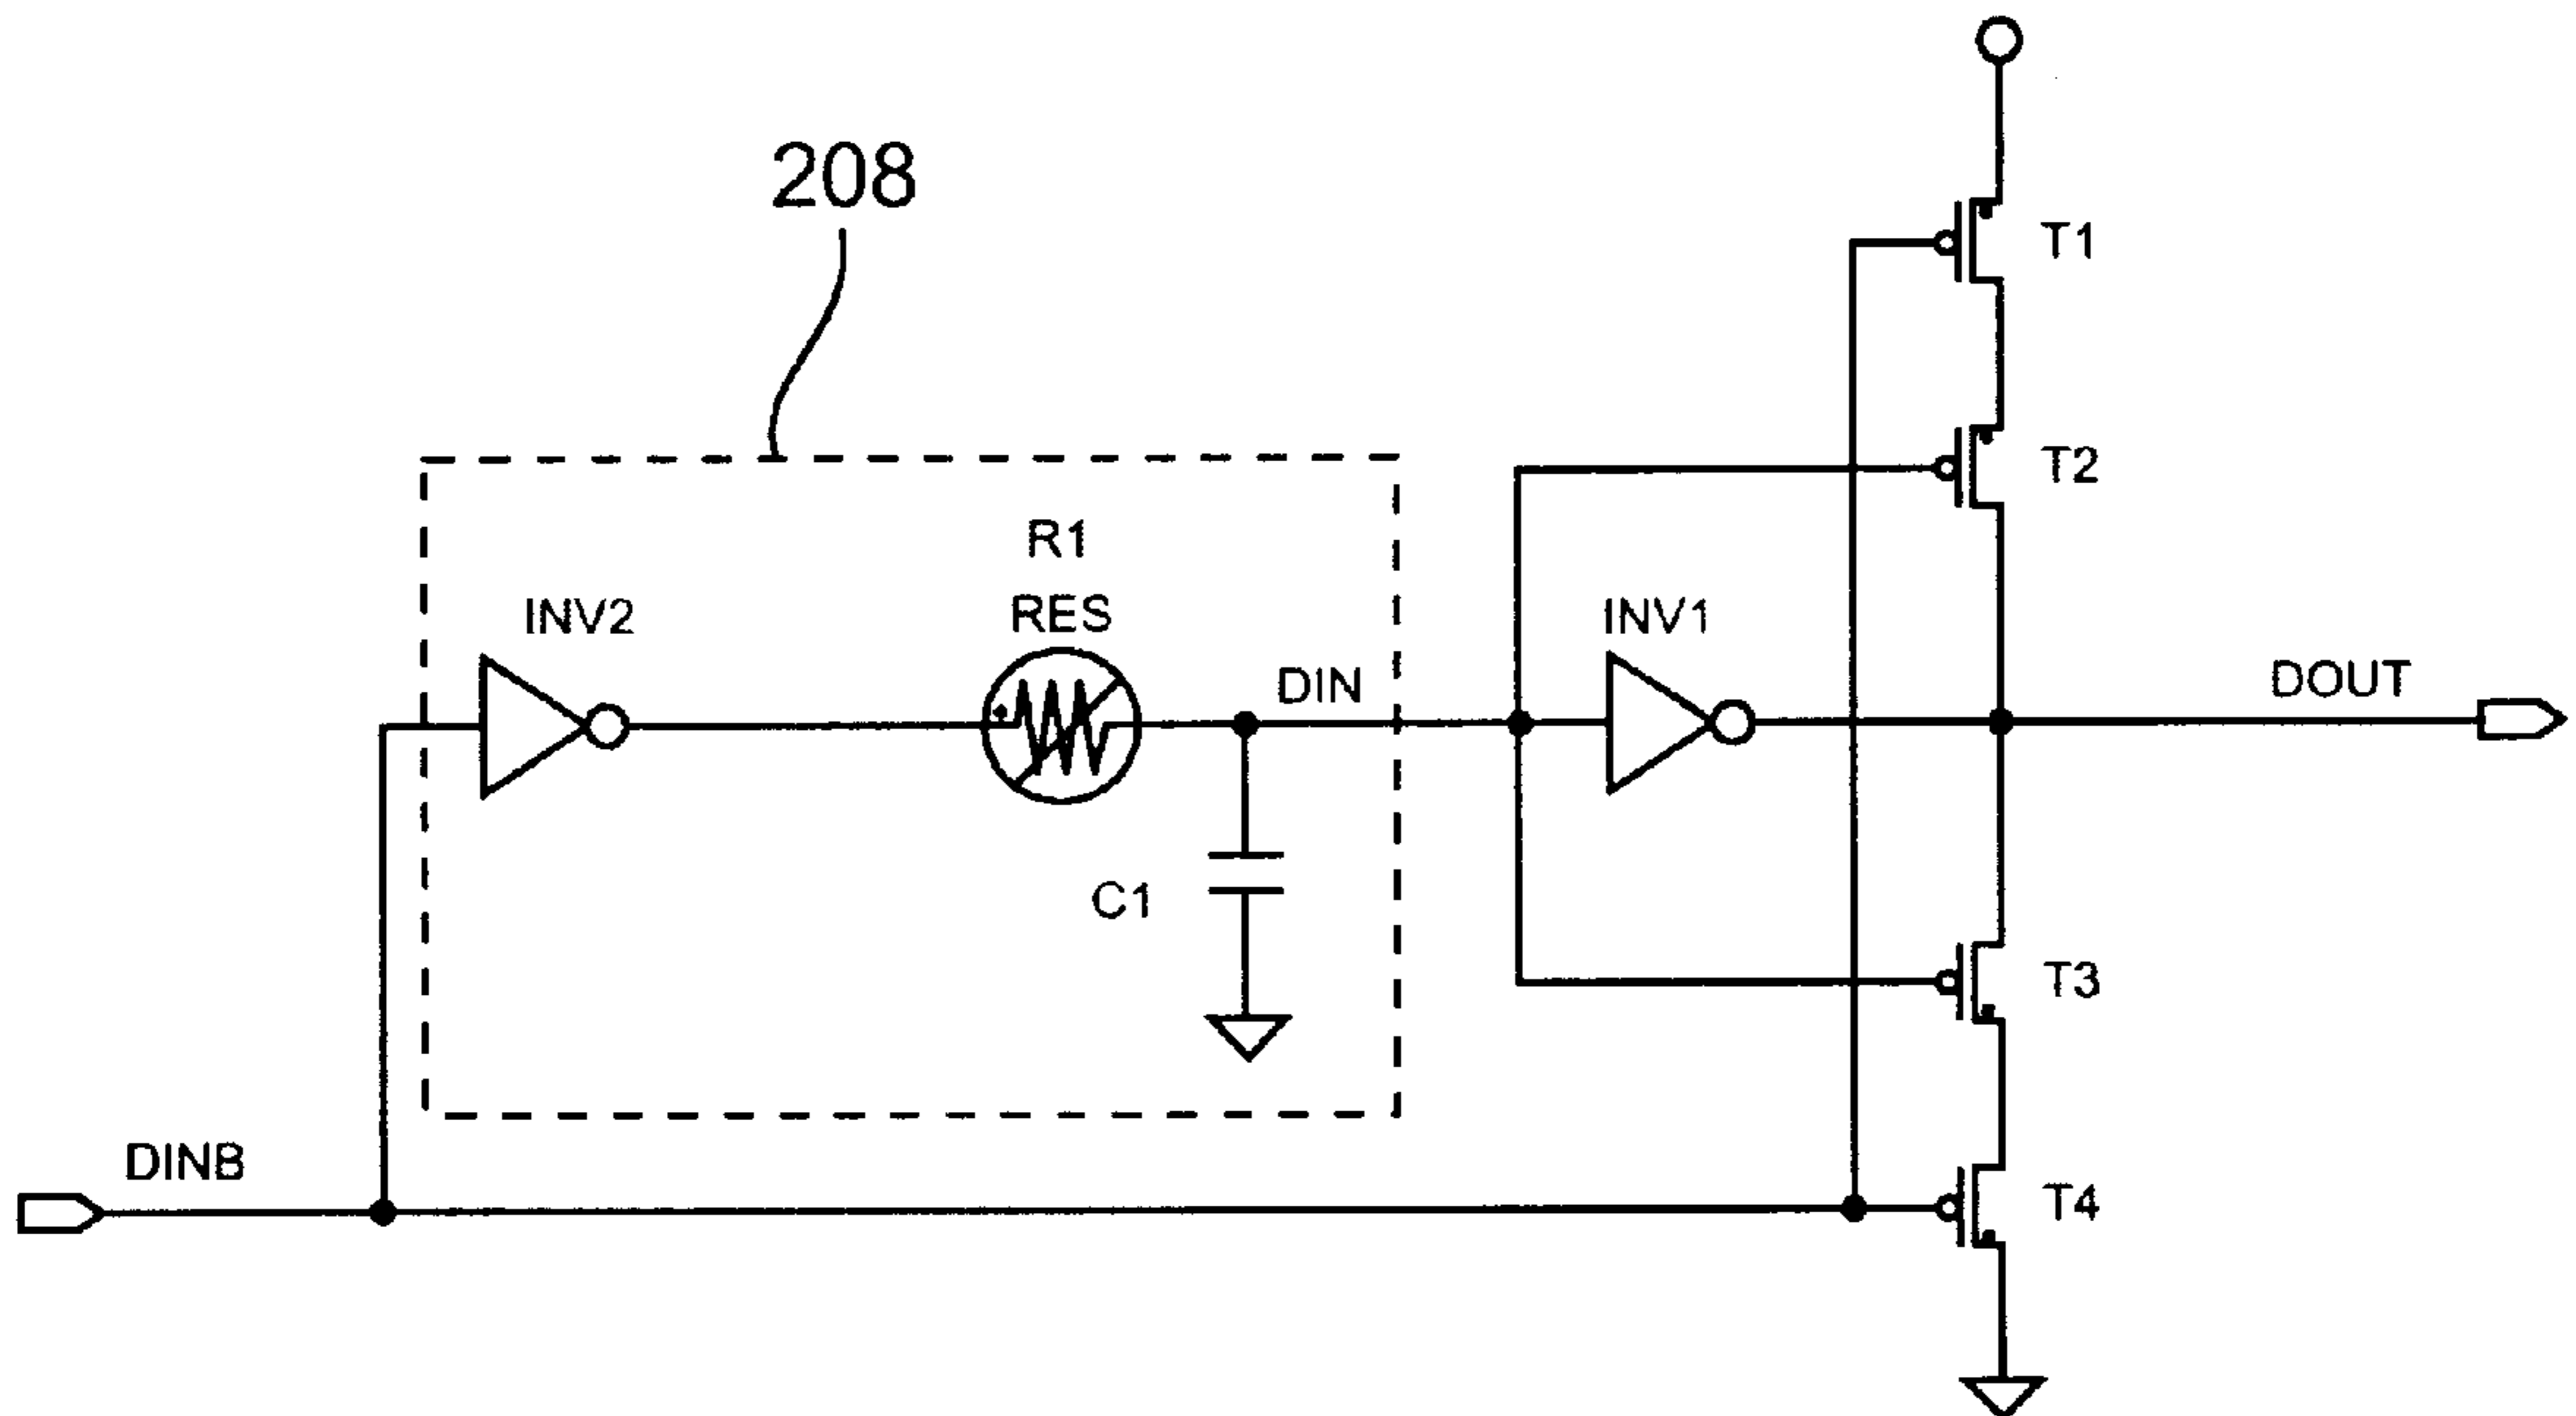 208
T1
T2
R1
RES
INV2
INV1
DIN
DOUT
C1
T3
DINB
T4